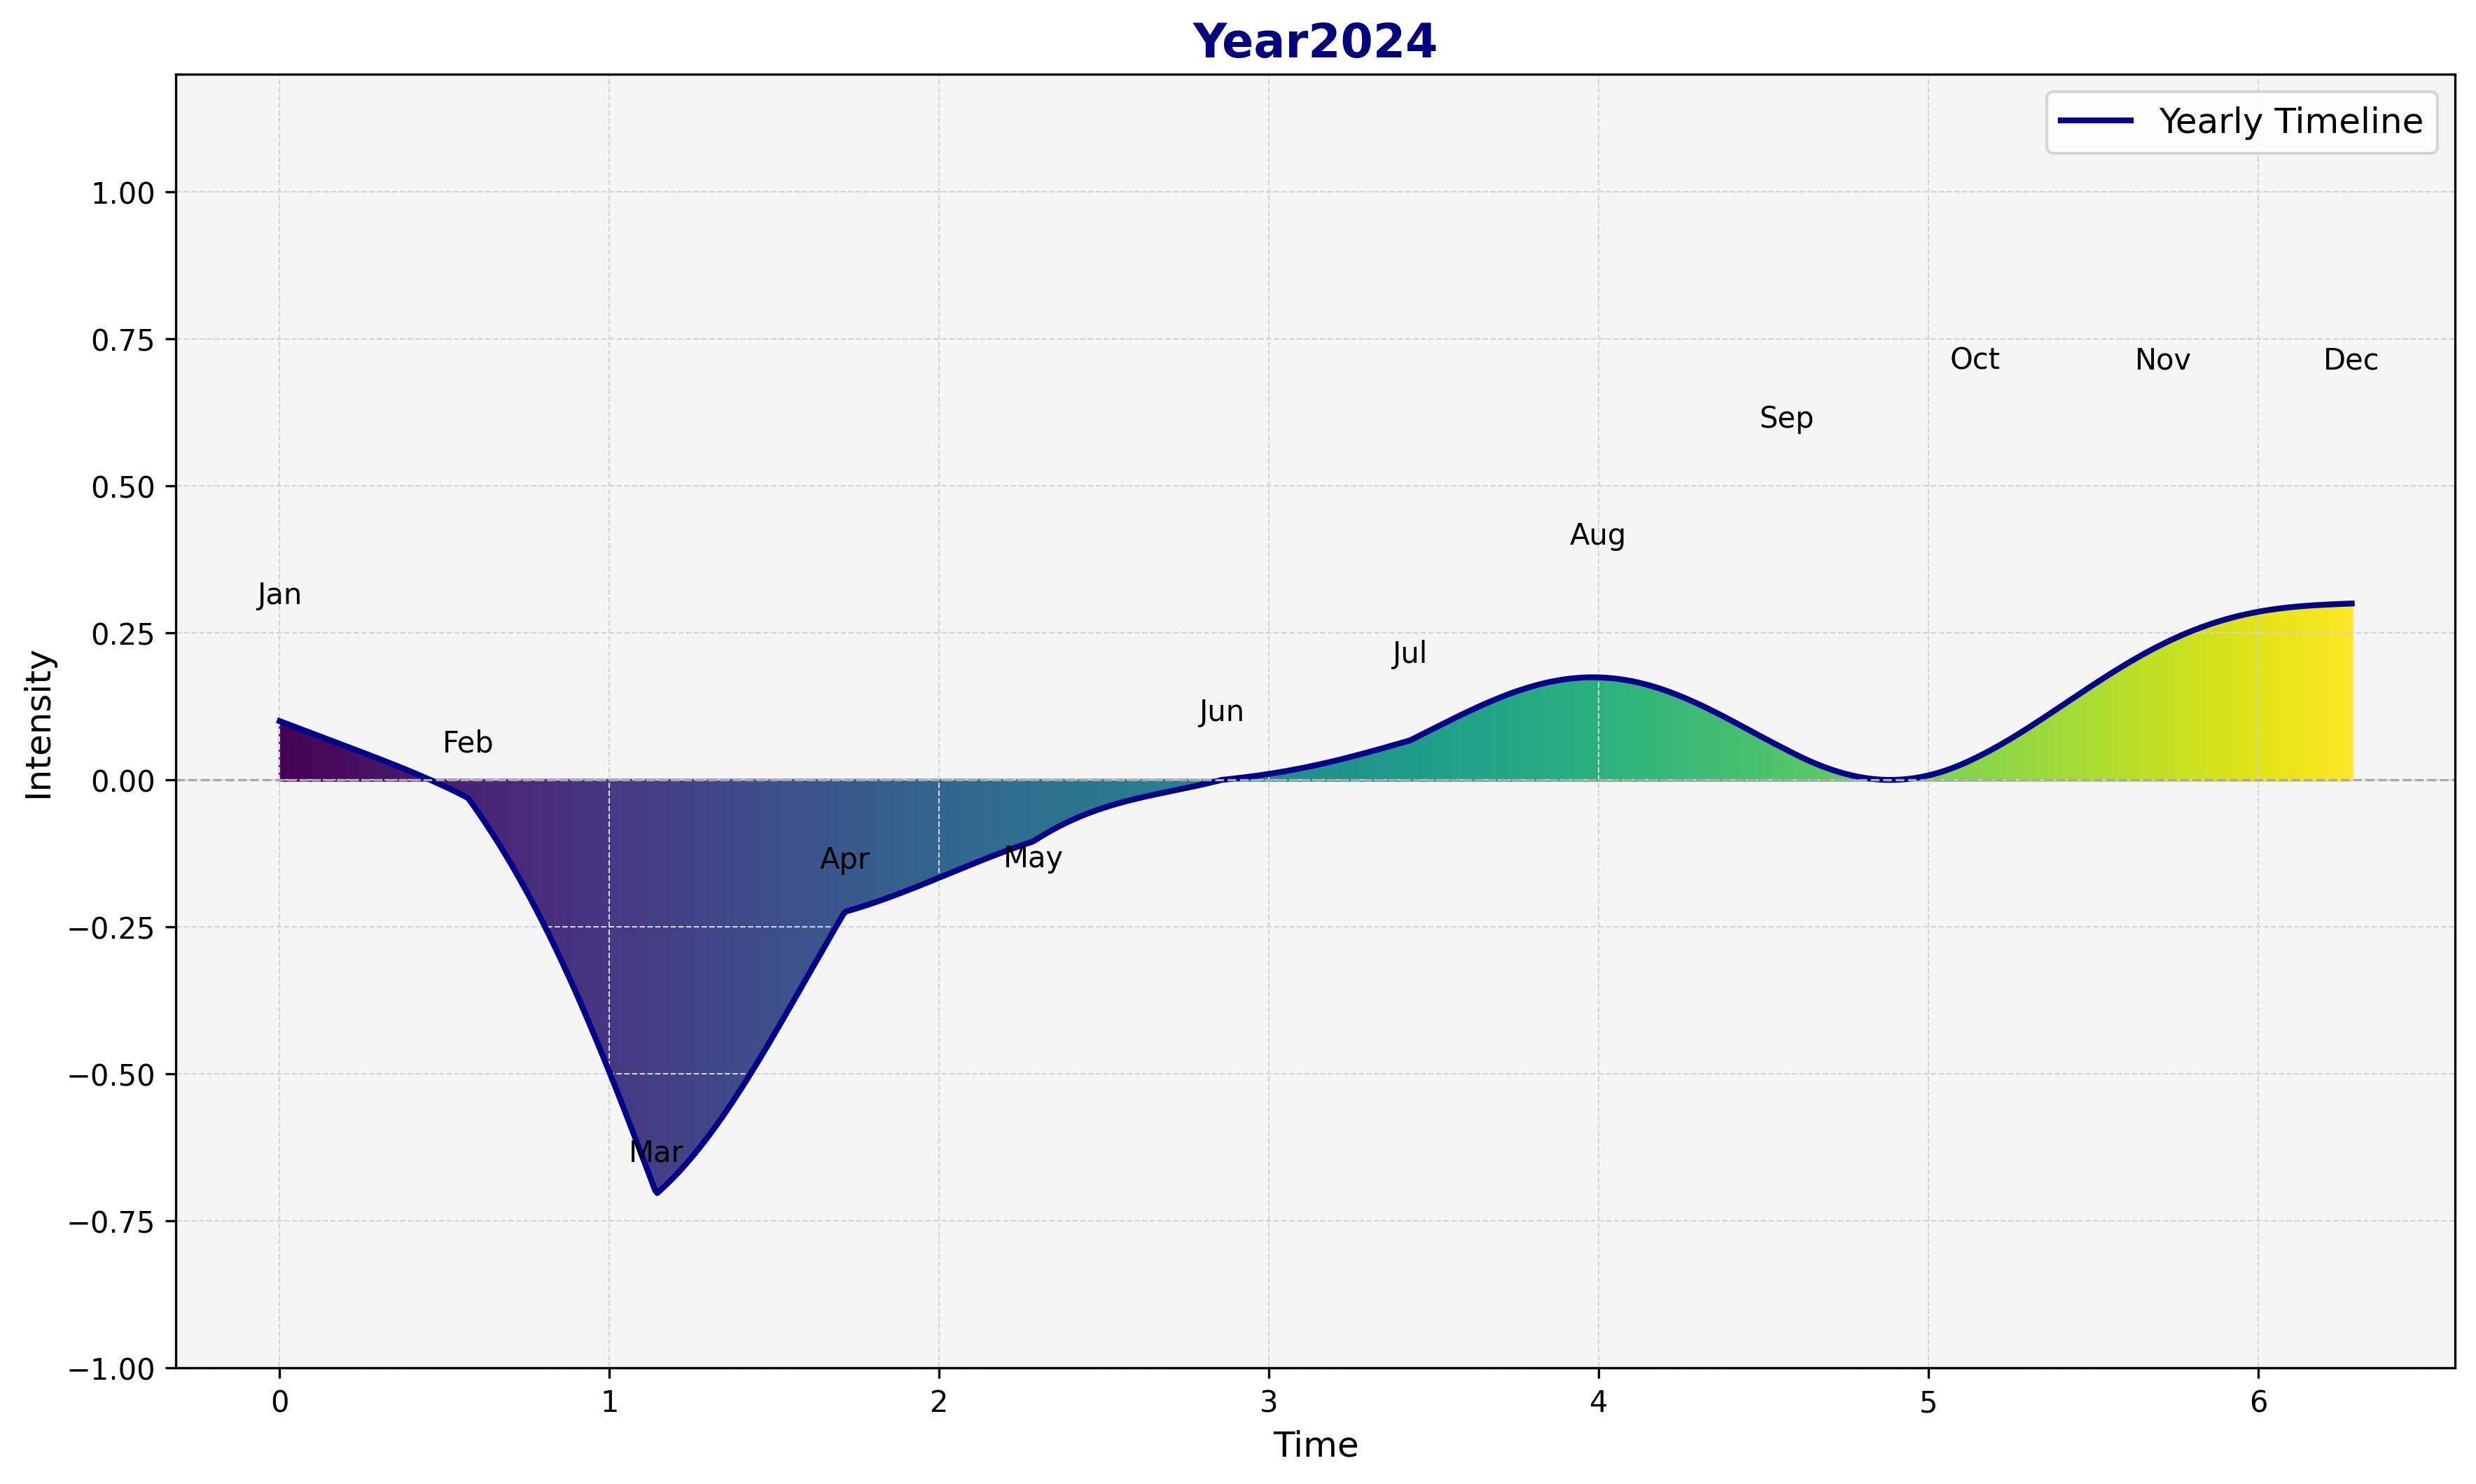 Year2024
Yearly Timeline
Intensity
1.00
0.75
0.50
0.25
0.00
−0.25
−0.50
−0.75
−1.00
Jan
Feb
Mar
Apr
May
Jun
Jul
Aug
Sep
Oct
Nov
Dec
0 1 2 3 4 5 6
Time